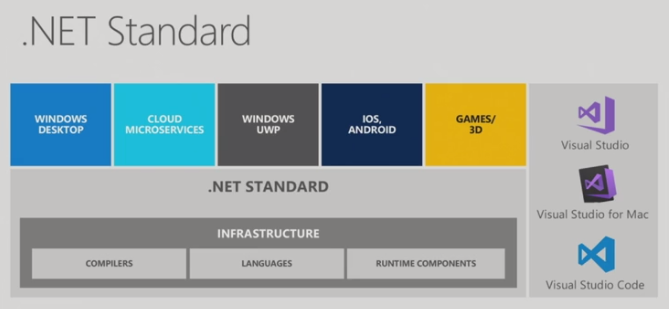 .NET Standard
WINDOWS
DESKTOP
CLOUD
MICROSERVICES
WINDOWS
UWP
IOS,
ANDROID
GAMES/
3D
.NET STANDARD
INFRASTRUCTURE
COMPILERS
LANGUAGES
RUNTIME COMPONENTS
Visual Studio
Visual Studio for Mac
Visual Studio Code